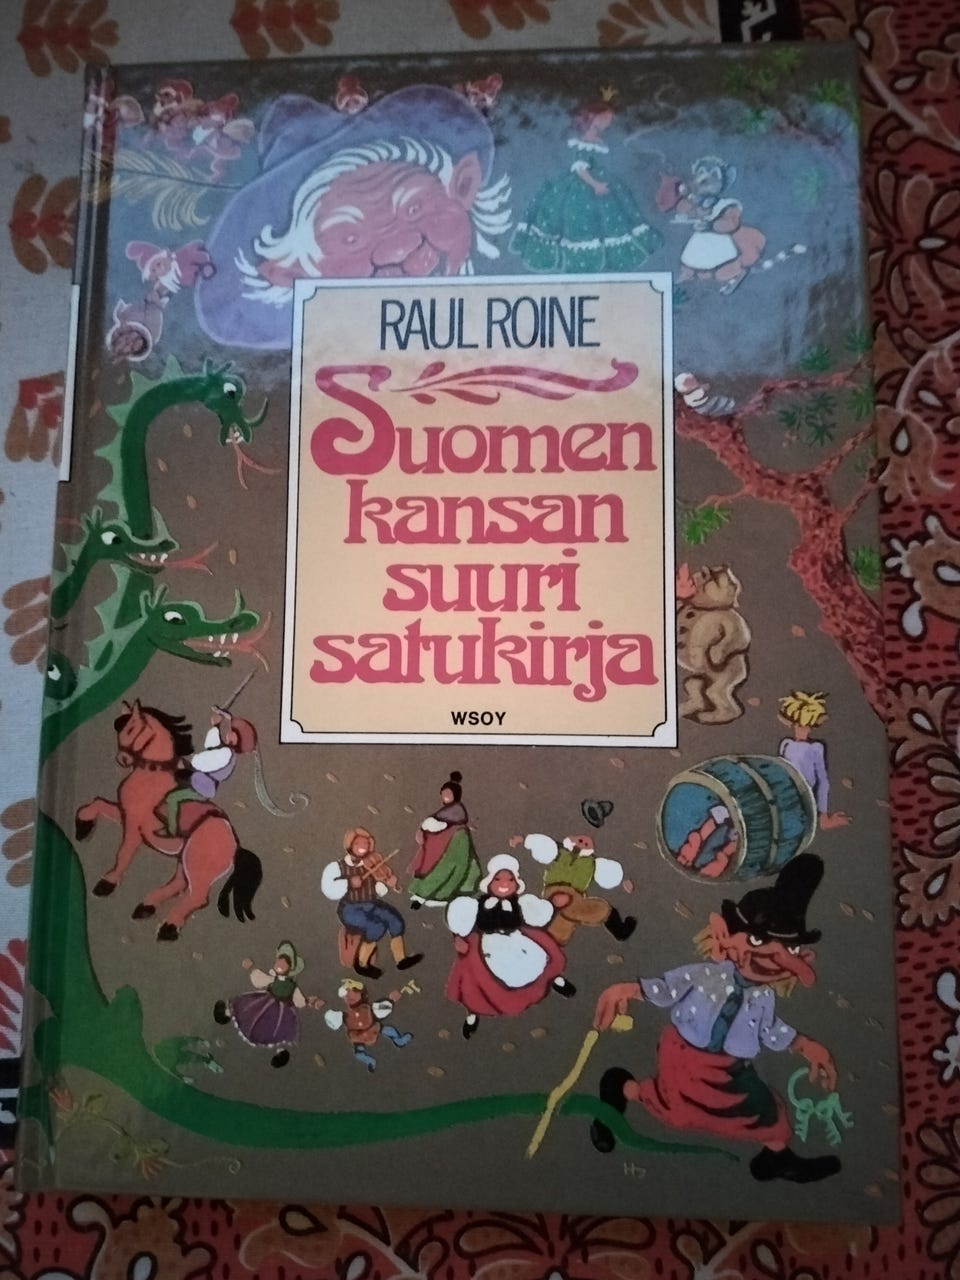 RAUL ROINE
Suomen
kansan
suuri
satukirja
WSOY